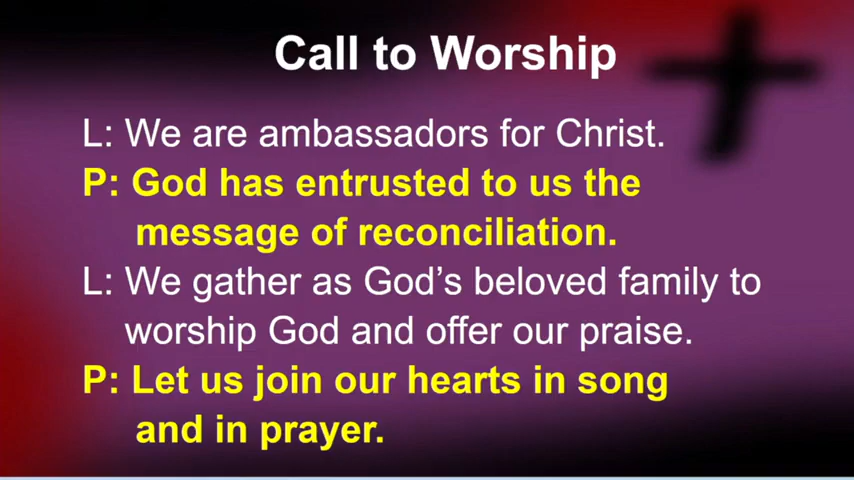 Call to Worship
L: We are ambassadors for Christ.
P: God has entrusted to us the
message of reconciliation.
L: We gather as God’s beloved family to
worship God and offer our praise.
P: Let us join our hearts in song
and in prayer.